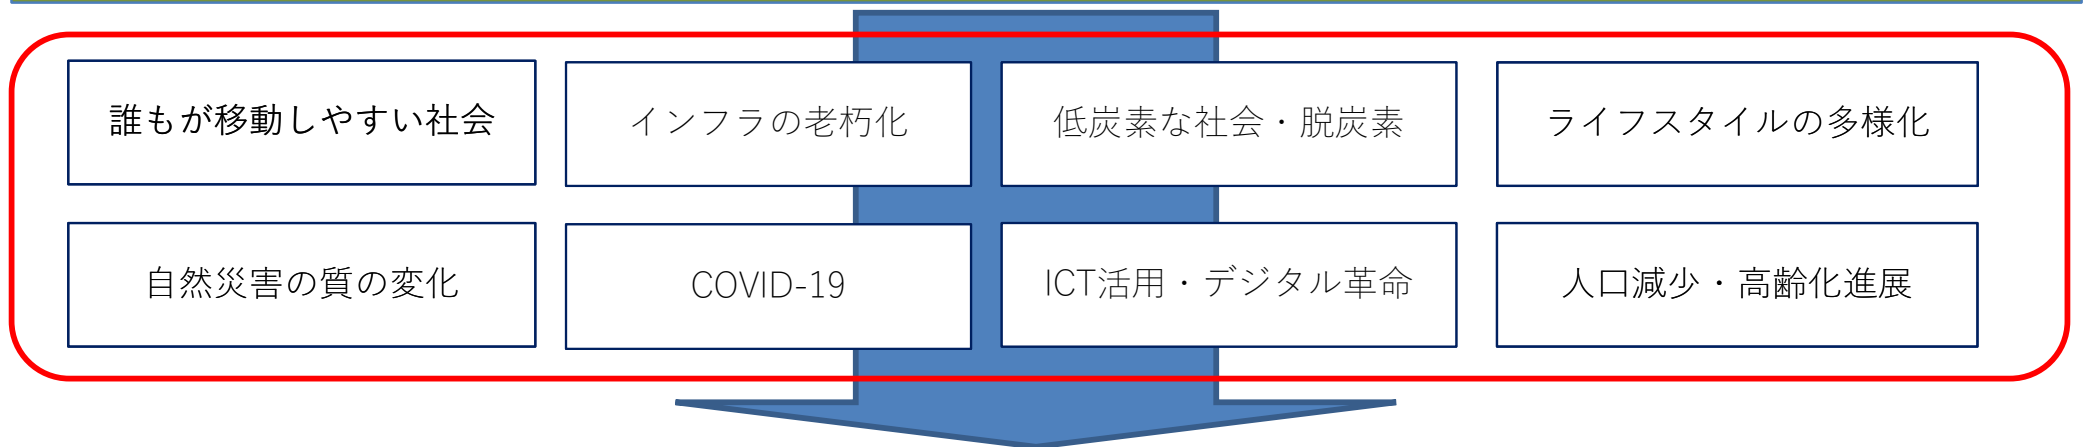 誰もが移動しやすい社会
インフラの老朽化
低炭素な社会・脱炭素
ライフスタイルの多様化
自然災害の質の変化
COVID-19
ICT活用・デジタル革命
人口減少・高齢化進展